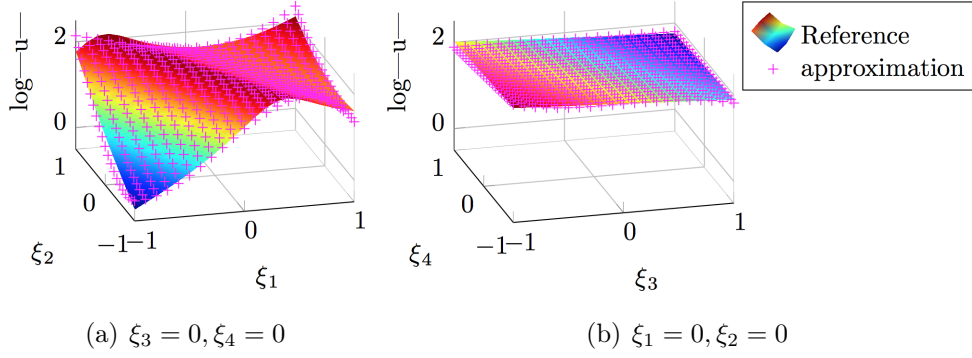 log—u—
2
0
1
0
−1
−1
0
1
ξ2
ξ1
(a) ξ3 = 0, ξ4 = 0
log—u—
2
0
1
0
−1
−1
0
1
ξ4
ξ3
(b) ξ1 = 0, ξ2 = 0
Reference
approximation